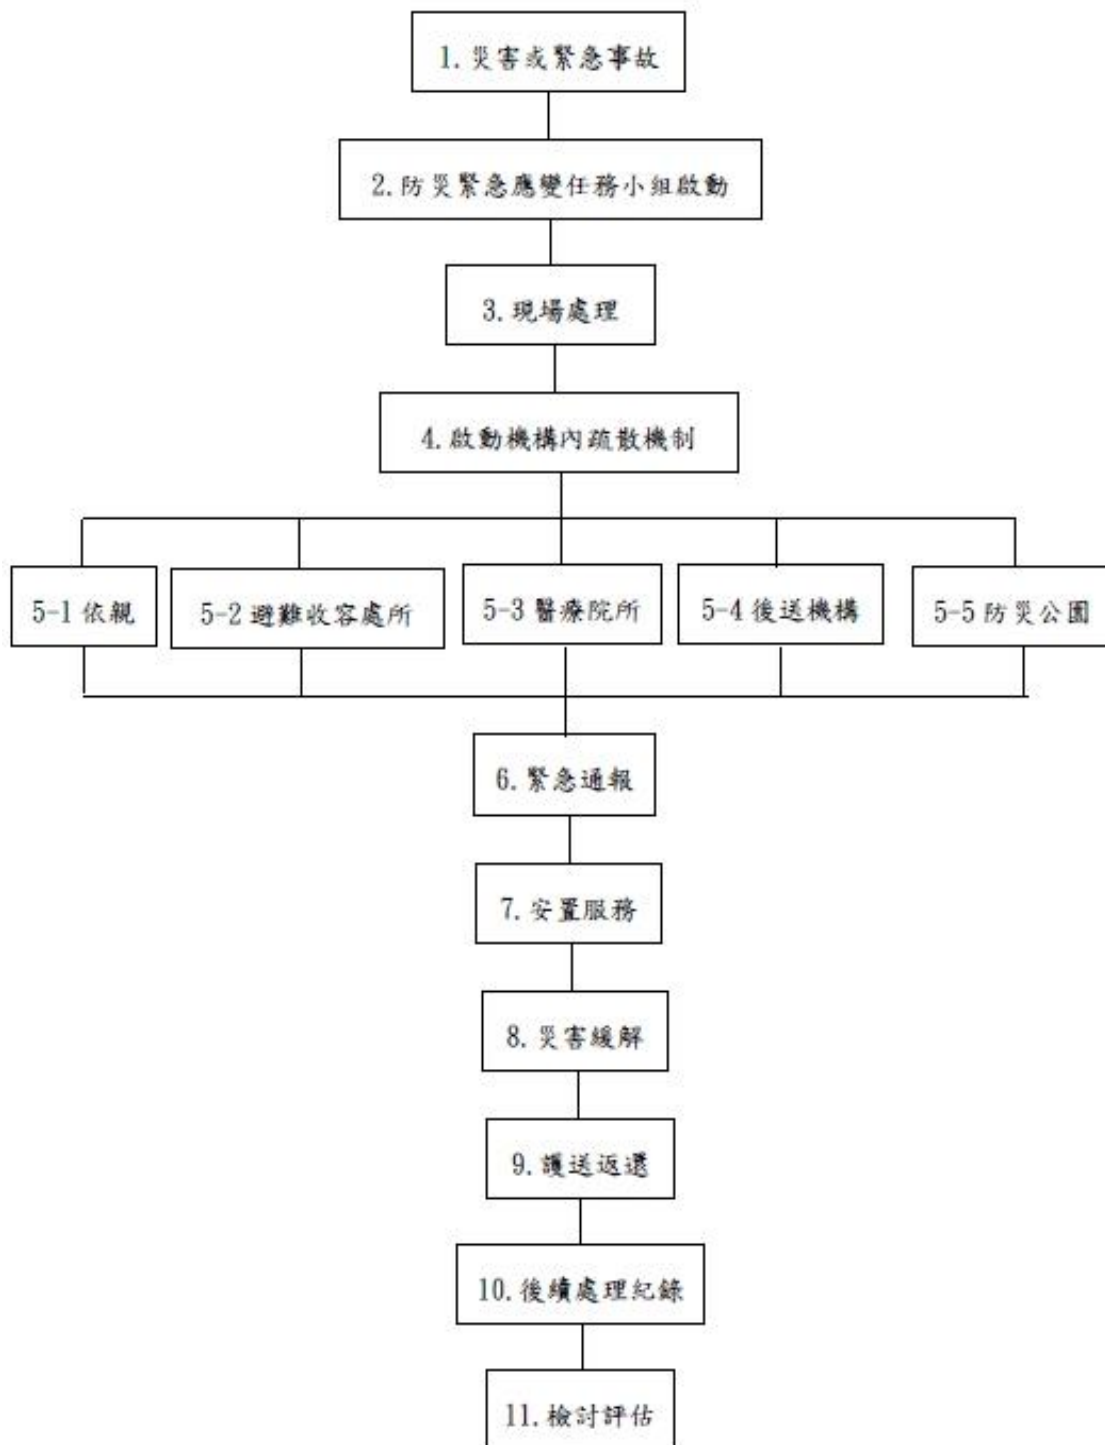 1.災害或緊急事故
2.防災緊急應變任務小組啟動
3.現場處理
4.啟動機構內疏散機制
5-1 依親
5-2 避難收容處所
5-3 醫療院所
5-4 後送機構
5-5 防災公園
6.緊急通報
7.安置服務
8.災害緩解
9.護送返還
10.後續處理紀錄
11.檢討評估